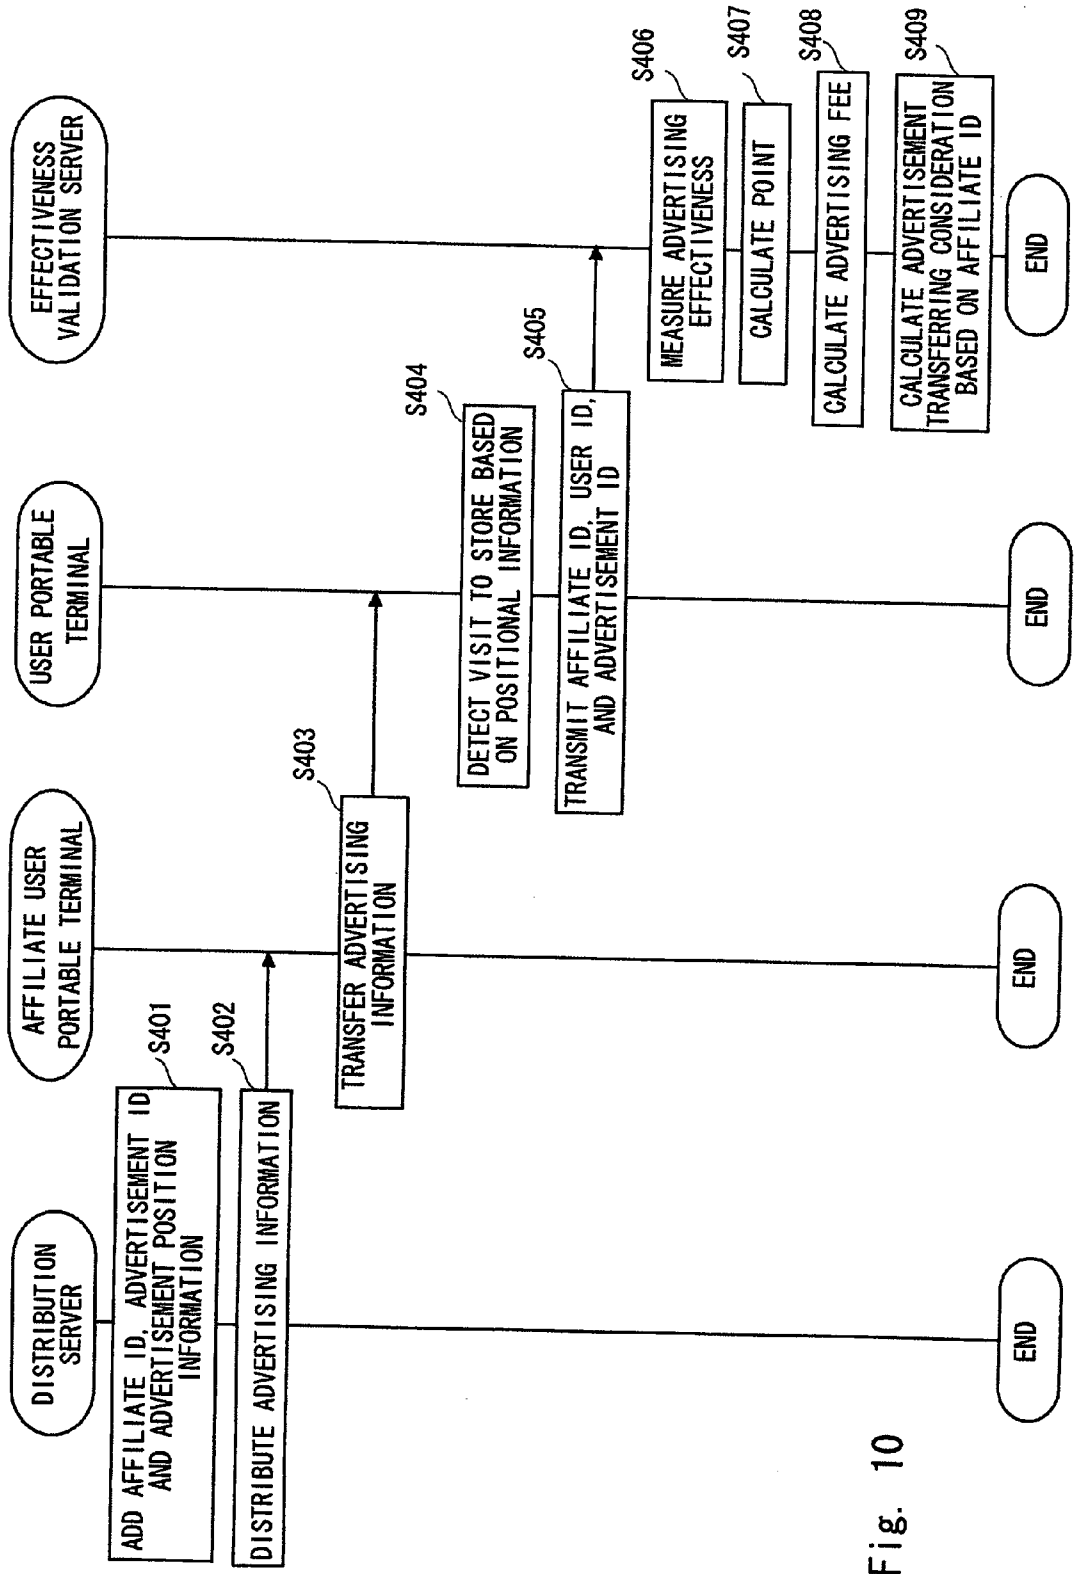 DISTRIBUTION
SERVER
AFFILIATE USER
PORTABLE TERMINAL
USER PORTABLE
TERMINAL
EFFECTIVENESS
VALIDATION SERVER
S401
ADD AFFILIATE ID, ADVERTISEMENT ID
AND ADVERTISEMENT POSITION
INFORMATION
S402
DISTRIBUTE ADVERTISING INFORMATION
S403
TRANSFER ADVERTISING
INFORMATION
S404
DETECT VISIT TO STORE BASED
ON POSITIONAL INFORMATION
S405
TRANSMIT AFFILIATE ID, USER ID,
AND ADVERTISEMENT ID
S406
MEASURE ADVERTISING
EFFECTIVENESS
S407
CALCULATE POINT
S408
CALCULATE ADVERTISING FEE
S409
CALCULATE ADVERTISEMENT
TRANSFERRING CONSIDERATION
BASED ON AFFILIATE ID
END
END
END
END
Fig. 10